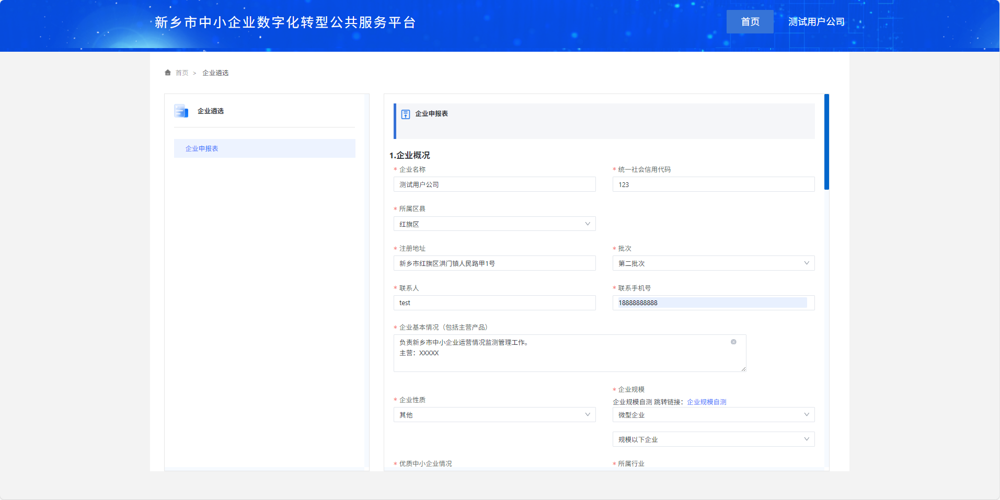 新乡市中小企业数字化转型公共服务平台
首页
测试用户公司
首页 > 企业遴选
企业遴选
企业申报表
企业申报表
1.企业概况
* 企业名称
* 统一社会信用代码
测试用户公司
123
* 所属区县
红旗区
* 注册地址
* 批次
新乡市红旗区洪门镇人民路甲1号
第二批次
* 联系人
* 联系手机号
test
18888888888
* 企业基本情况（包括主营产品）
负责新乡市中小企业运营情况监测管理工作。
主营：XXXXX
* 企业规模
* 企业性质
企业规模自测 跳转链接：企业规模自测
其他
微型企业
规模以下企业
* 优质中小企业情况
* 所属行业